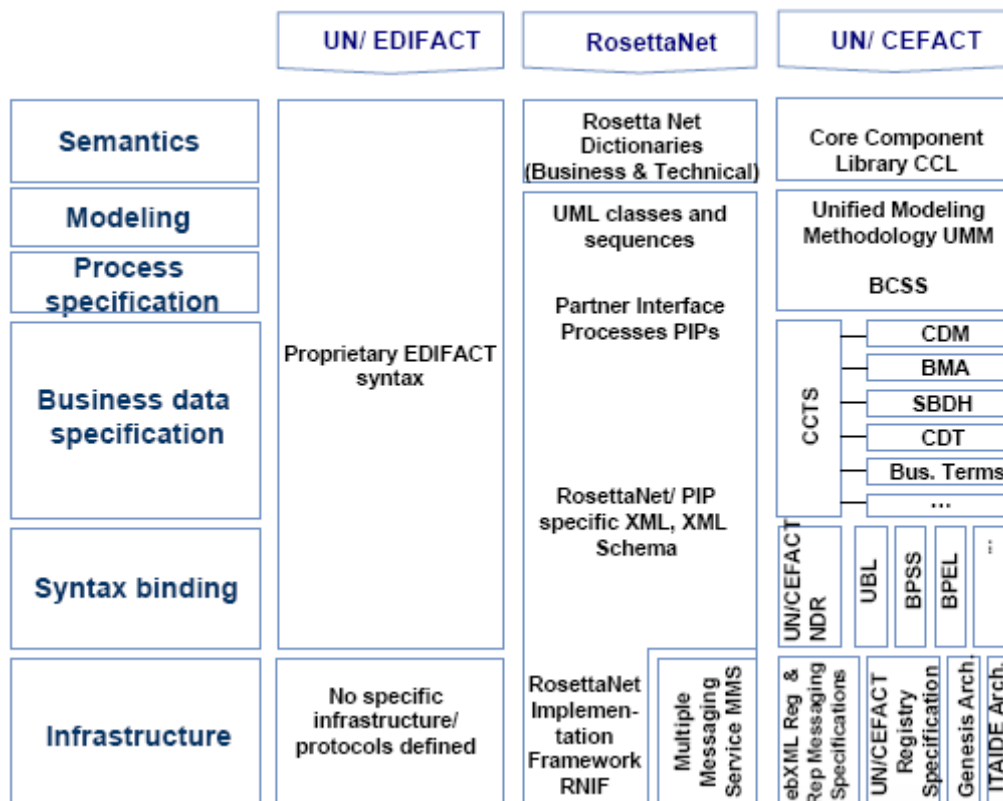 UN/ EDIFACT
RosettaNet
UN/ CEFACT
Semantics
Rosetta Net
Dictionaries
(Business & Technical)
Core Component
Library CCL
Modeling
UML classes and
sequences
Unified Modeling
Methodology UMM
Process
specification
Partner Interface
Processes PIPs
BCSS
Proprietary EDIFACT
syntax
Business data
specification
RosettaNet/ PIP
specific XML, XML
Schema
CCTS
CDM
BMA
SBDH
CDT
Bus. Terms
...
Syntax binding
UN/CEFACT
NDR
UBL
BPSS
BPEL
...
Infrastructure
No specific
infrastructure/
protocols defined
RosettaNet
Implemen-
tation
Framework
RNIF
Multiple
Messaging
Service MMS
ebXML Reg &
Rep Messaging
Specifications
UN/CEFACT
Registry
Specification
Genesis Arch.
ITAIDE Arch.